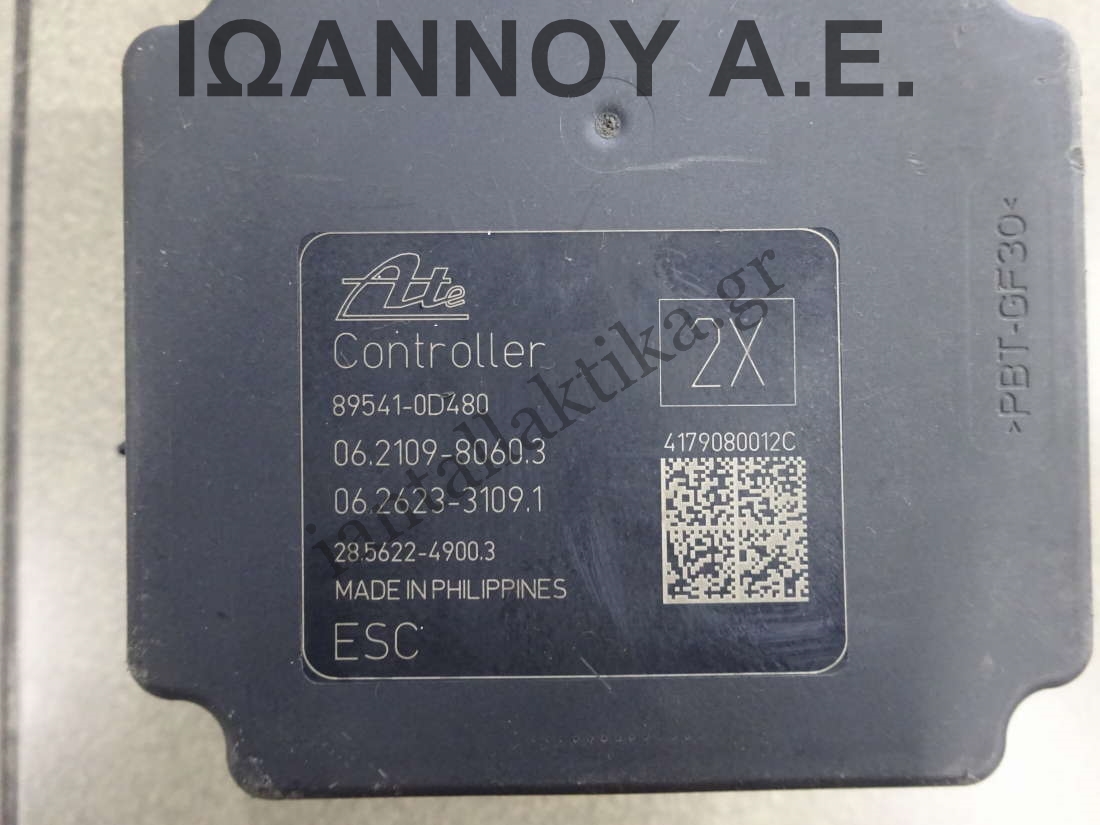 ΙΩΑΝΝΟΥ Α.Ε.
Ate
Controller
2X
89541-0D480
06.2109-8060.3
4179080012C
06.2623-3109.1
28.5622-4900.3
MADE IN PHILIPPINES
ESC
>PBT-GF30<
iantallaktika.gr